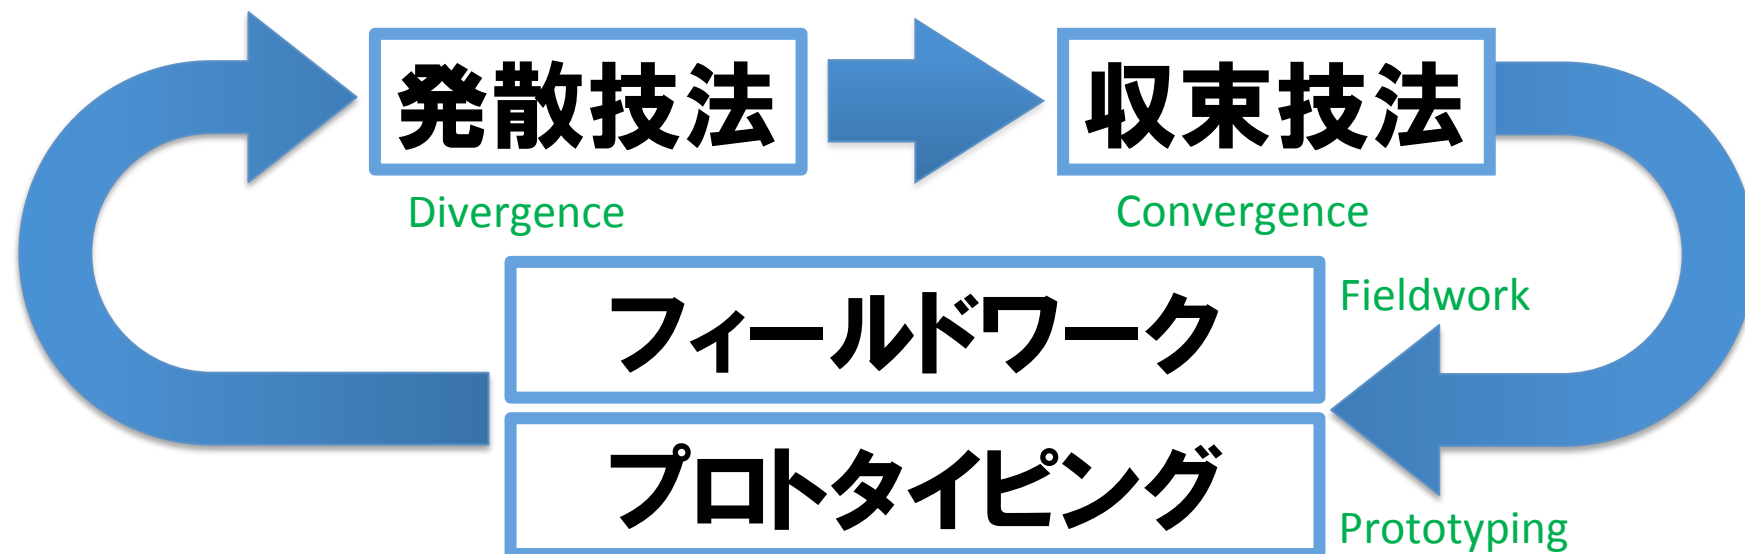 発散技法
収束技法
Divergence
Convergence
フィールドワーク
Fieldwork
プロトタイピング
Prototyping